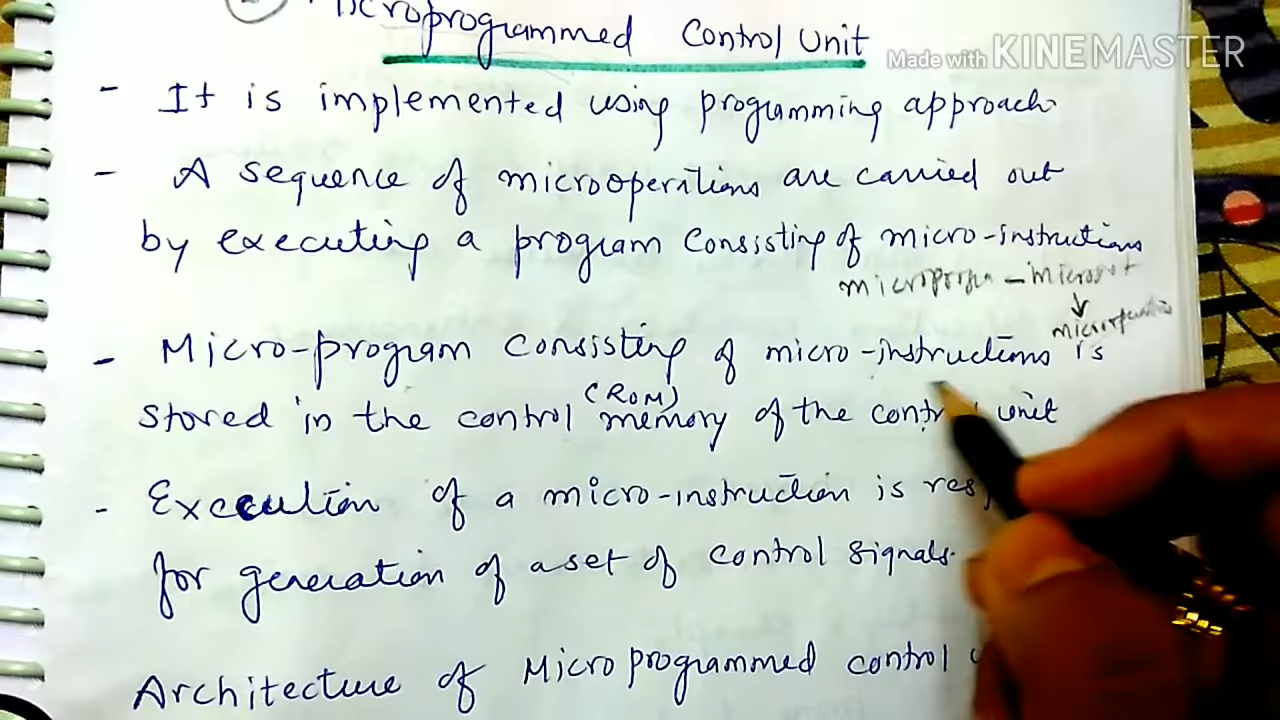 Microprogrammed Control Unit
Made with KINEMASTER
- It is implemented using programming approach
- A sequence of microoperations are carried out
by executing a program consisting of micro-instructions
- Micro-program consisting of micro-instructions is
(ROM)
stored in the control memory of the control unit
- Execution of a micro-instruction is
for generation of a set of control signals.
Architecture of Microprogrammed control